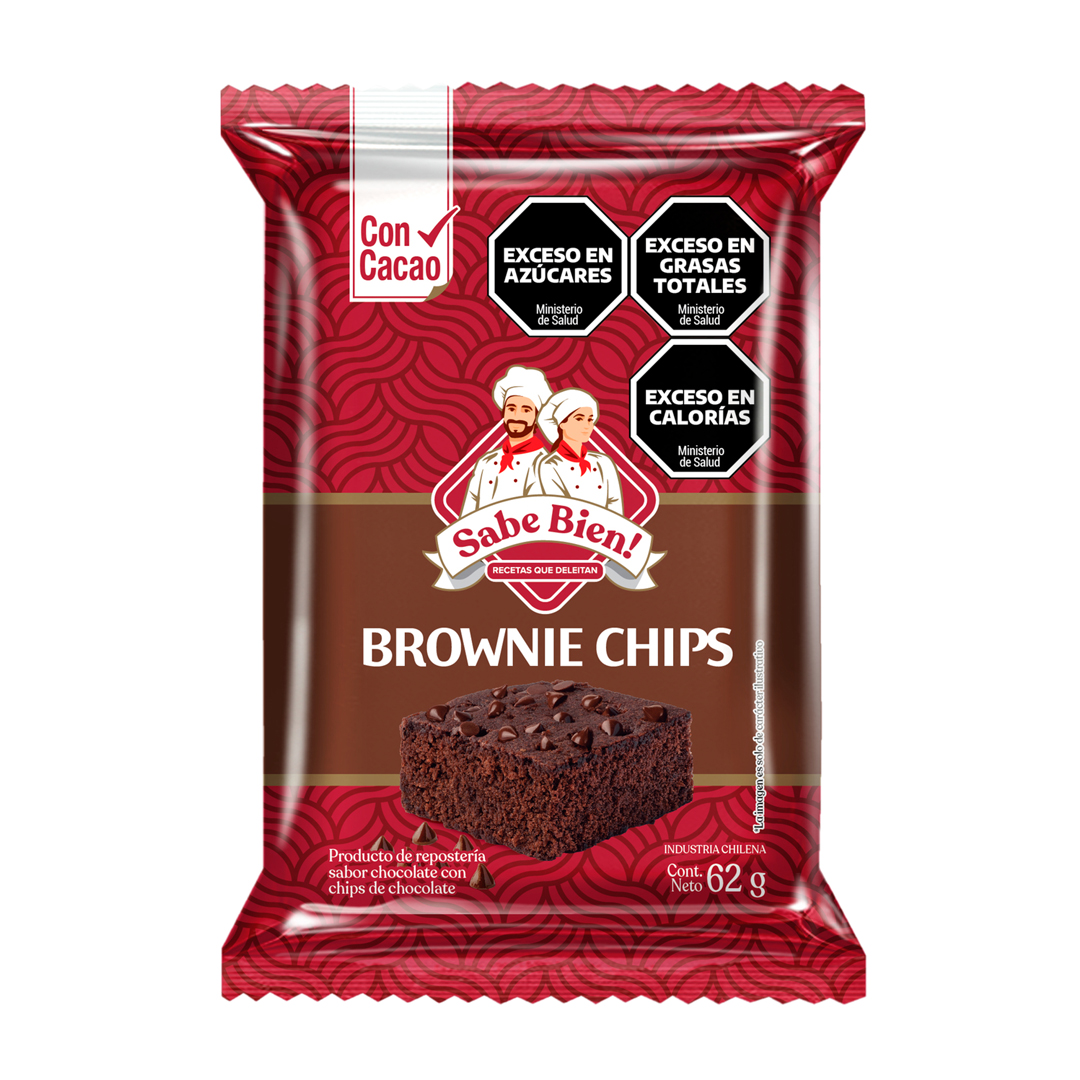 Con
Cacao
EXCESO EN
AZÚCARES
Ministerio
de Salud
EXCESO EN
GRASAS
TOTALES
Ministerio
de Salud
EXCESO EN
CALORÍAS
Ministerio
de Salud
Sabe Bien!
RECETAS QUE DELEITAN
BROWNIE CHIPS
*La imagen es solo de carácter ilustrativo
Producto de repostería
sabor chocolate con
chips de chocolate
INDUSTRIA CHILENA
Cont.
Neto 62 g